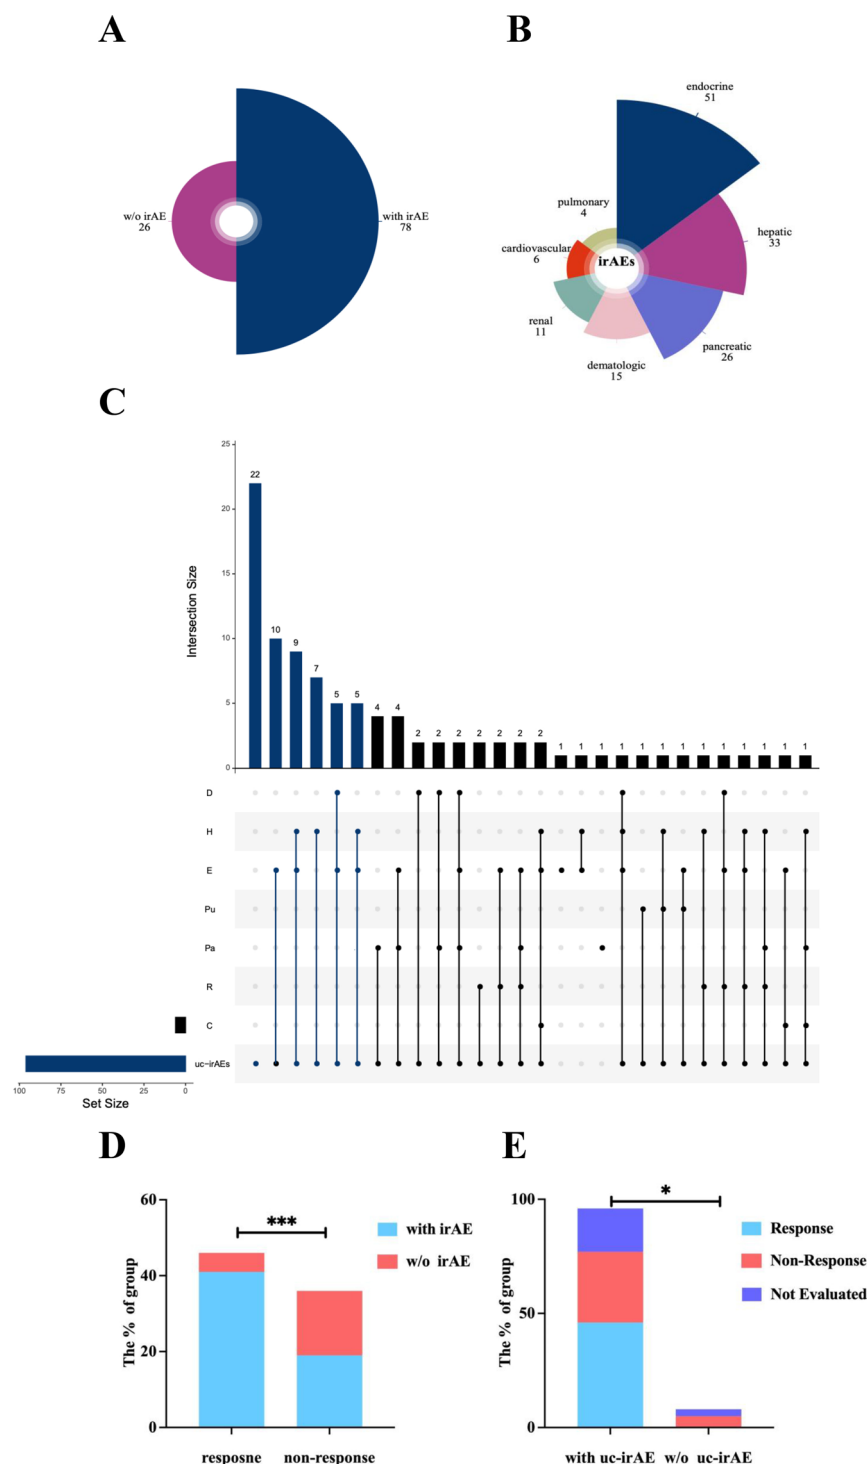 A
B
w/o irAE
26
with irAE
78
endocrine
51
pulmonary
4
hepatic
33
cardiovascular
6
irAEs
renal
11
pancreatic
26
dematologic
15
C
Intersection Size
25
20
15
10
5
0
22
10
9
7
5
5
4
4
2
2
2
2
2
2
2
1
1
1
1
1
1
1
1
1
1
1
1
1
D
H
E
Pu
Pa
R
C
uc-irAEs
100
75
50
25
0
Set Size
D
The % of group
60
40
20
0
***
with irAE
w/o irAE
resposne
non-response
E
The % of group
100
50
0
*
Response
Non-Response
Not Evaluated
with uc-irAE
w/o uc-irAE